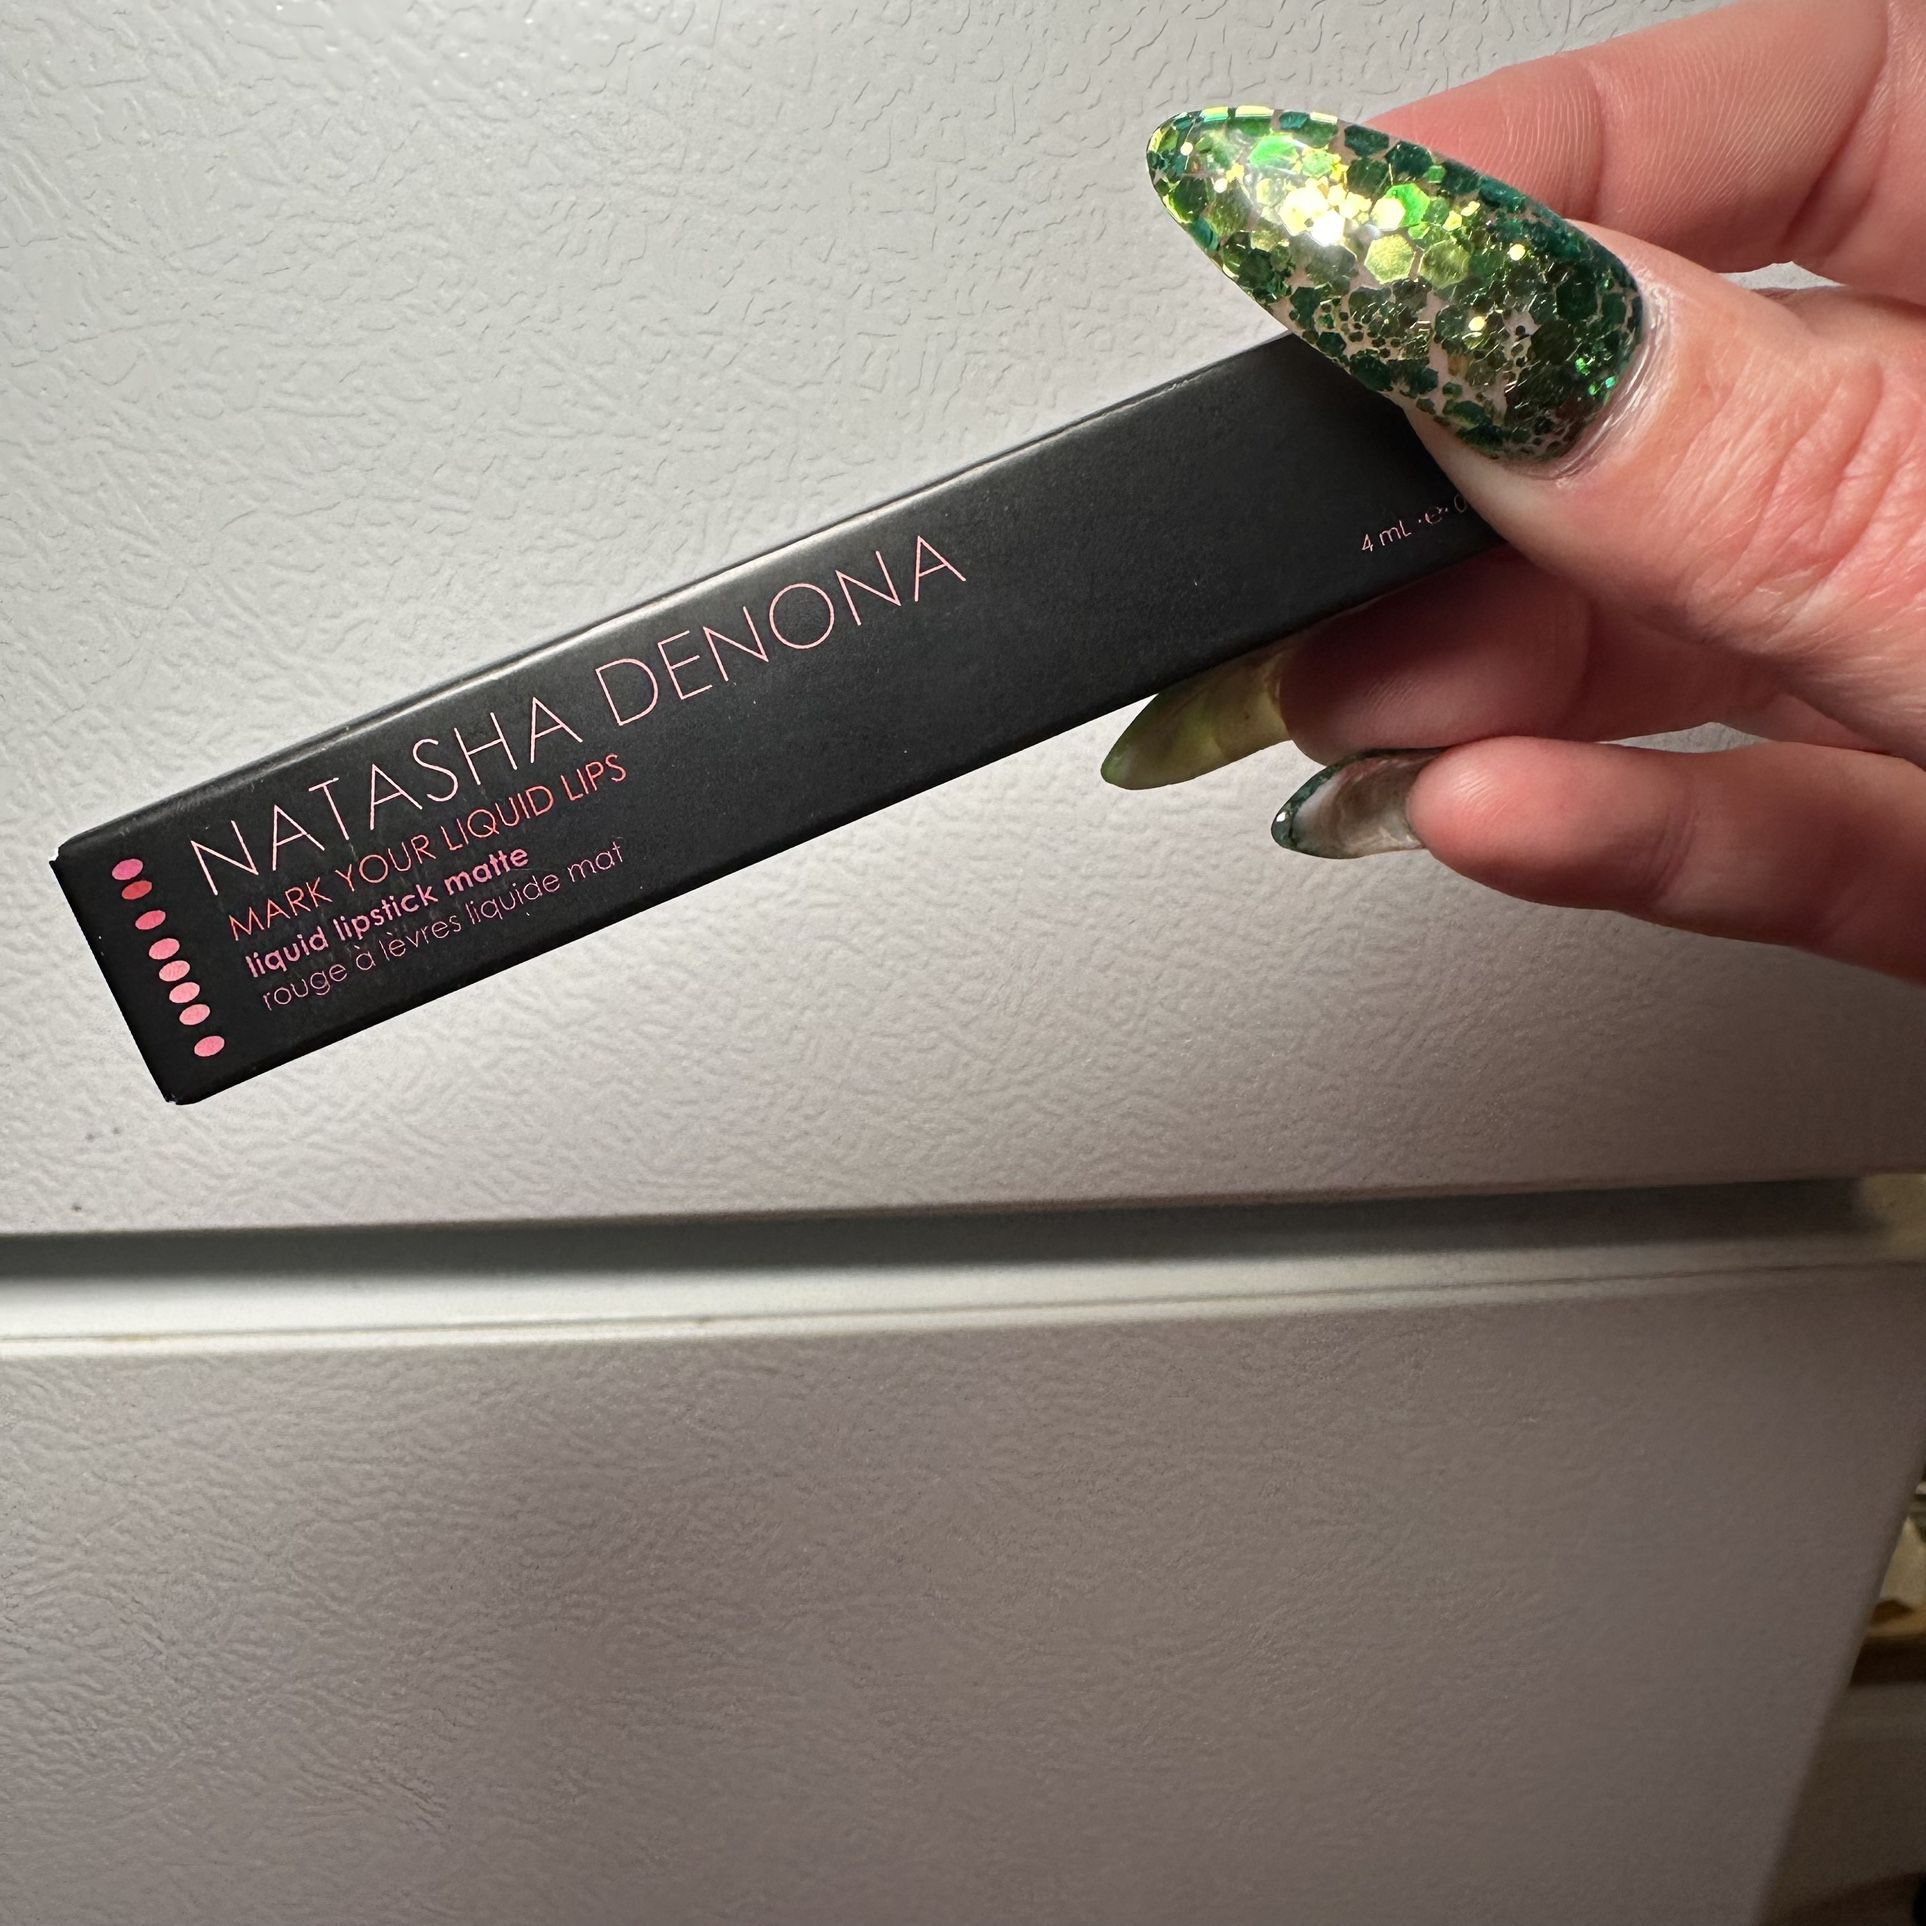 NATASHA DENONA
MARK YOUR LIQUID LIPS
liquid lipstick matte
rouge à lèvres liquide mat
4 mL · e ·